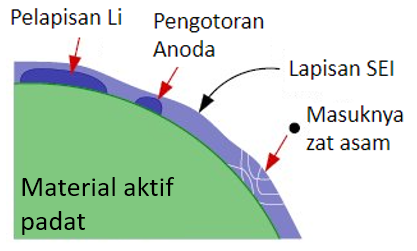 Pelapisan Li
Pengotoran
Anoda
Lapisan SEI
Masuknya
zat asam
Material aktif
padat